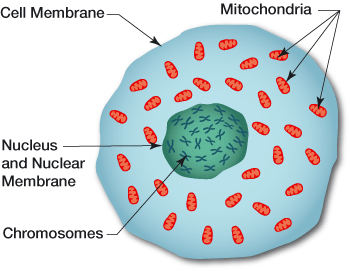 Cell Membrane
Mitochondria
Nucleus
and Nuclear
Membrane
Chromosomes